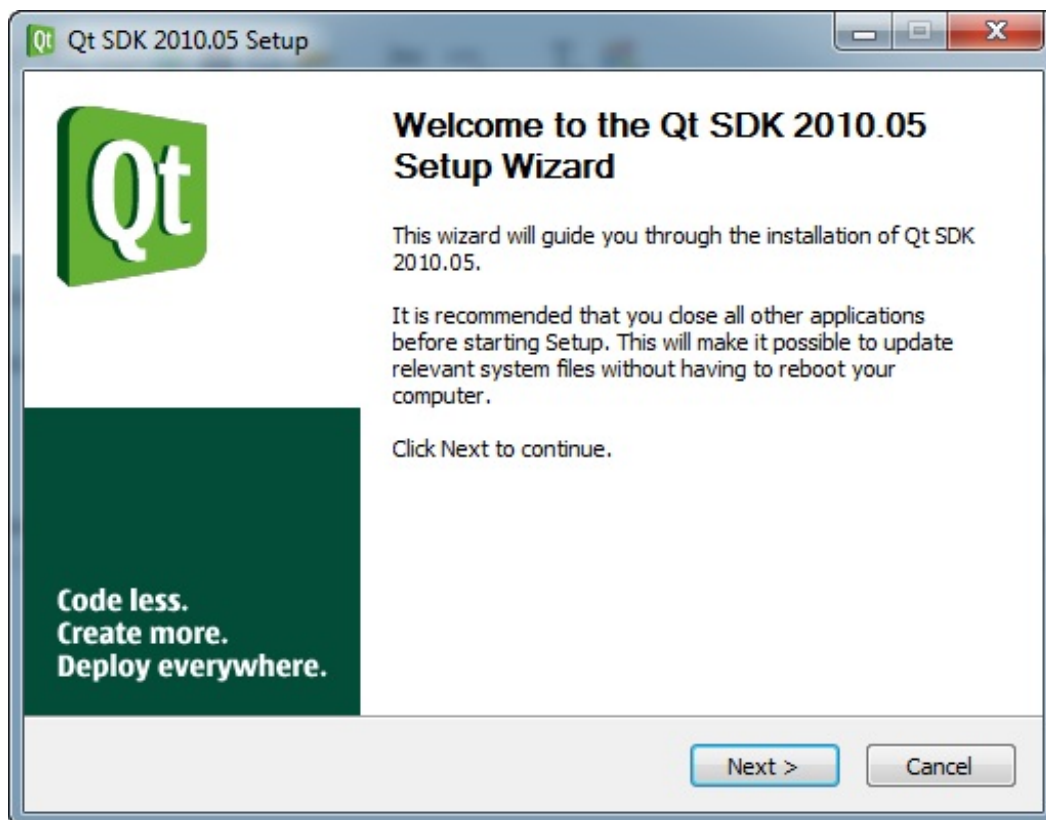 Qt SDK 2010.05 Setup
Qt
Welcome to the Qt SDK 2010.05
Setup Wizard
This wizard will guide you through the installation of Qt SDK
2010.05.
It is recommended that you close all other applications
before starting Setup. This will make it possible to update
relevant system files without having to reboot your
computer.
Click Next to continue.
Code less.
Create more.
Deploy everywhere.
Next >
Cancel